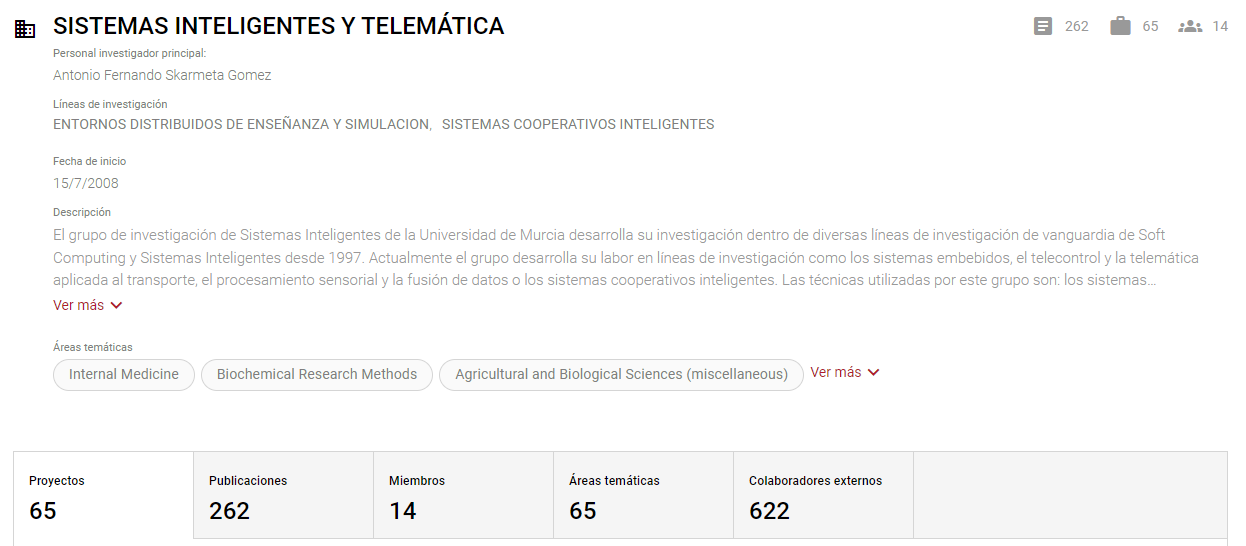 SISTEMAS INTELIGENTES Y TELEMÁTICA
262 65 14
Personal investigador principal:
Antonio Fernando Skarmeta Gomez
Líneas de investigación
ENTORNOS DISTRIBUIDOS DE ENSEÑANZA Y SIMULACION, SISTEMAS COOPERATIVOS INTELIGENTES
Fecha de inicio
15/7/2008
Descripción
El grupo de investigación de Sistemas Inteligentes de la Universidad de Murcia desarrolla su investigación dentro de diversas líneas de investigación de vanguardia de Soft
Computing y Sistemas Inteligentes desde 1997. Actualmente el grupo desarrolla su labor en líneas de investigación como los sistemas embebidos, el telecontrol y la telemática
aplicada al transporte, el procesamiento sensorial y la fusión de datos o los sistemas cooperativos inteligentes. Las técnicas utilizadas por este grupo son: los sistemas...
Ver más
Áreas temáticas
Internal Medicine Biochemical Research Methods Agricultural and Biological Sciences (miscellaneous) Ver más
Proyectos Publicaciones Miembros Áreas temáticas Colaboradores externos
65 262 14 65 622